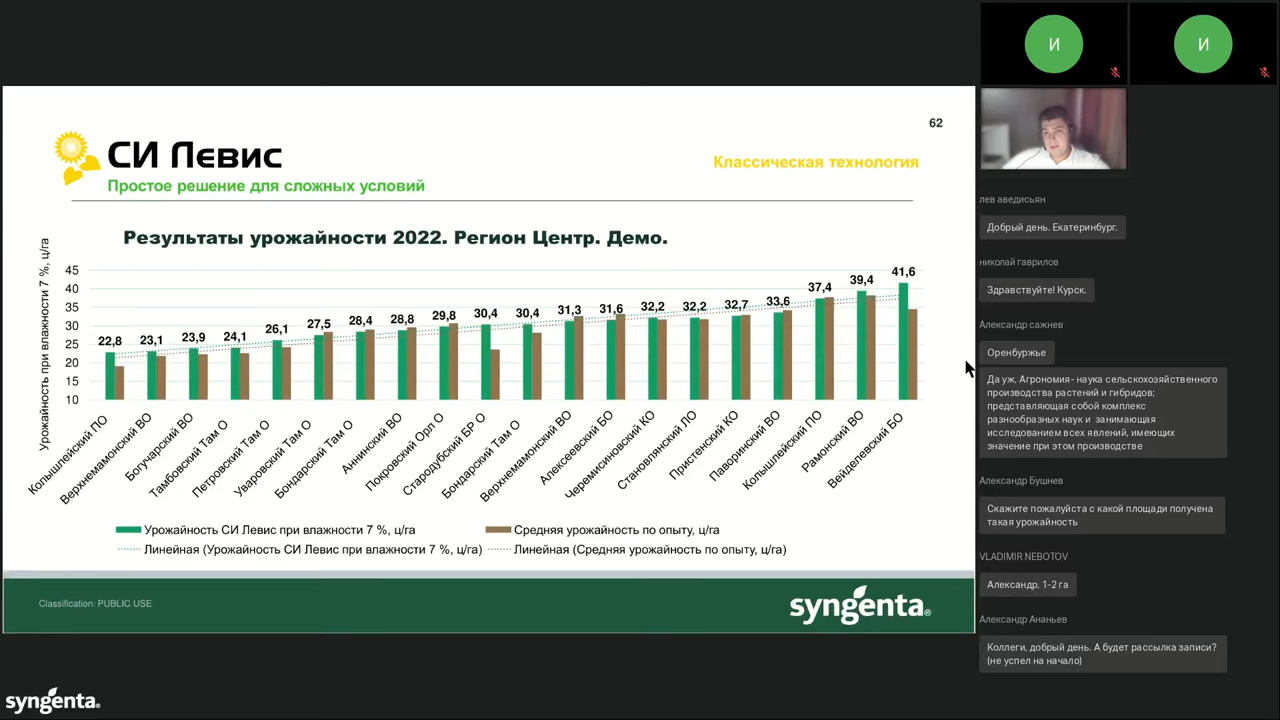 62
СИ Левис
Простое решение для сложных условий
Классическая технология
Результаты урожайности 2022. Регион Центр. Демо.
Урожайность при влажности 7 %, ц/га
45
40
35
30
25
20
15
10
22,8
23,1
23,9
24,1
26,1
27,5
28,4
28,8
29,8
30,4
30,4
31,3
31,6
32,2
32,2
32,7
33,6
37,4
39,4
41,6
Колышлейский ПО
Верхнемамонский ВО
Богучарский ВО
Тамбовский Там О
Петровский Там О
Уваровский Там О
Бондарский Там О
Аннинский ВО
Покровский Орл О
Стародубский БР О
Бондарский Там О
Верхнемамонский ВО
Алексеевский БО
Черемисиновский КО
Становлянский ЛО
Пристенский КО
Паворинский ВО
Колышлейский ПО
Рамонский ВО
Вейделевский БО
Урожайность СИ Левис при влажности 7 %, ц/га
Средняя урожайность по опыту, ц/га
Линейная (Урожайность СИ Левис при влажности 7 %, ц/га)
Линейная (Средняя урожайность по опыту, ц/га)
Classification: PUBLIC USE
syngenta®
syngenta®
И
И
лев аведисьян
Добрый день. Екатеринбург.
николай гаврилов
Здравствуйте! Курск.
Александр сажнев
Оренбуржье
Да уж, Агрономия- наука сельскохозяйственного
производства растений и гибридов;
представляющая собой комплекс
разнообразных наук и занимающая
исследованием всех явлений, имеющих
значение при этом производстве
Александр Бушнев
Скажите пожалуйста с какой площади получена
такая урожайность
VLADIMIR NEBOTOV
Александр, 1-2 га
Александр Ананьев
Коллеги, добрый день. А будет рассылка записи?
(не успел на начало)